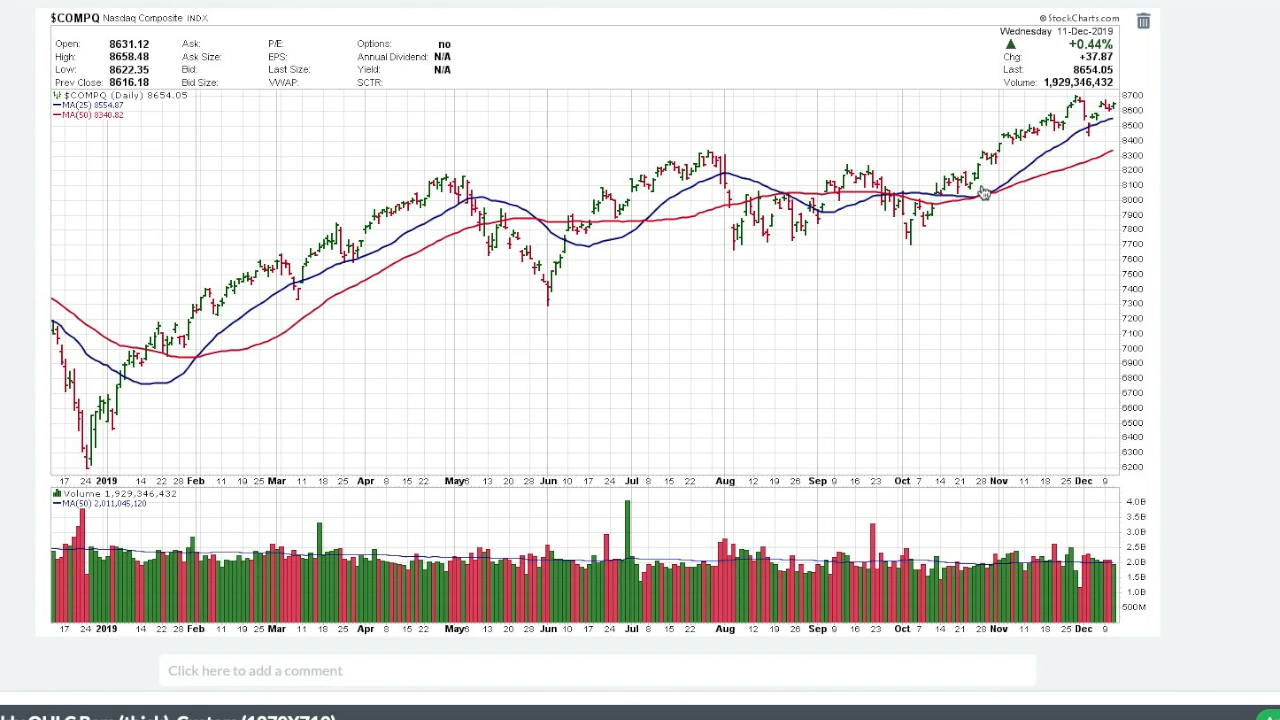 $COMPQ Nasdaq Composite INDX
© StockCharts.com
Wednesday 11-Dec-2019
Open: 8631.12 Ask: P/E: Options: no +0.44%
High: 8658.48 Ask Size: EPS: Annual Dividend: N/A Chg: +37.87
Low: 8622.35 Bid: Last Size: Yield: N/A Last: 8654.05
Prev Close: 8616.18 Bid Size: VWAP: SCTR: Volume: 1,929,346,432
$COMPQ (Daily) 8654.05
MA(25) 8554.87
MA(50) 8340.82
8700
8600
8500
8400
8300
8200
8100
8000
7900
7800
7700
7600
7500
7400
7300
7200
7100
7000
6900
6800
6700
6600
6500
6400
6300
6200
17 24 2019 14 22 28 Feb 11 19 25 Mar 11 18 25 Apr 8 15 22 May 6 13 20 28 Jun 10 17 24 Jul 8 15 22 Aug 12 19 26 Sep 9 16 23 Oct 7 14 21 28 Nov 11 18 25 Dec 9
Volume 1,929,346,432
MA(50) 2,011,045,120
4.0B
3.5B
3.0B
2.5B
2.0B
1.5B
1.0B
500M
17 24 2019 14 22 28 Feb 11 19 25 Mar 11 18 25 Apr 8 15 22 May 6 13 20 28 Jun 10 17 24 Jul 8 15 22 Aug 12 19 26 Sep 9 16 23 Oct 7 14 21 28 Nov 11 18 25 Dec 9
Click here to add a comment
OHLC Bars (thick), Custom (1079X710)